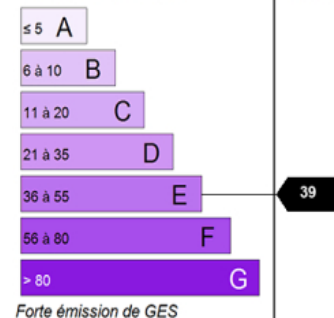 ≤ 5 A
6 à 10 B
11 à 20 C
21 à 35 D
36 à 55 E 39
56 à 80 F
> 80 G
Forte émission de GES